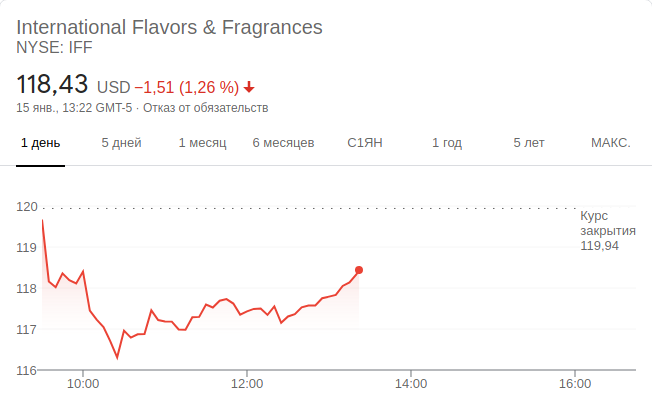 International Flavors & Fragrances
NYSE: IFF
118,43 USD −1,51 (1,26 %)
15 янв., 13:22 GMT-5 · Отказ от обязательств
1 день 5 дней 1 месяц 6 месяцев С1ЯН 1 год 5 лет МАКС.
120
Курс
закрытия
119,94
119
118
117
116
10:00 12:00 14:00 16:00